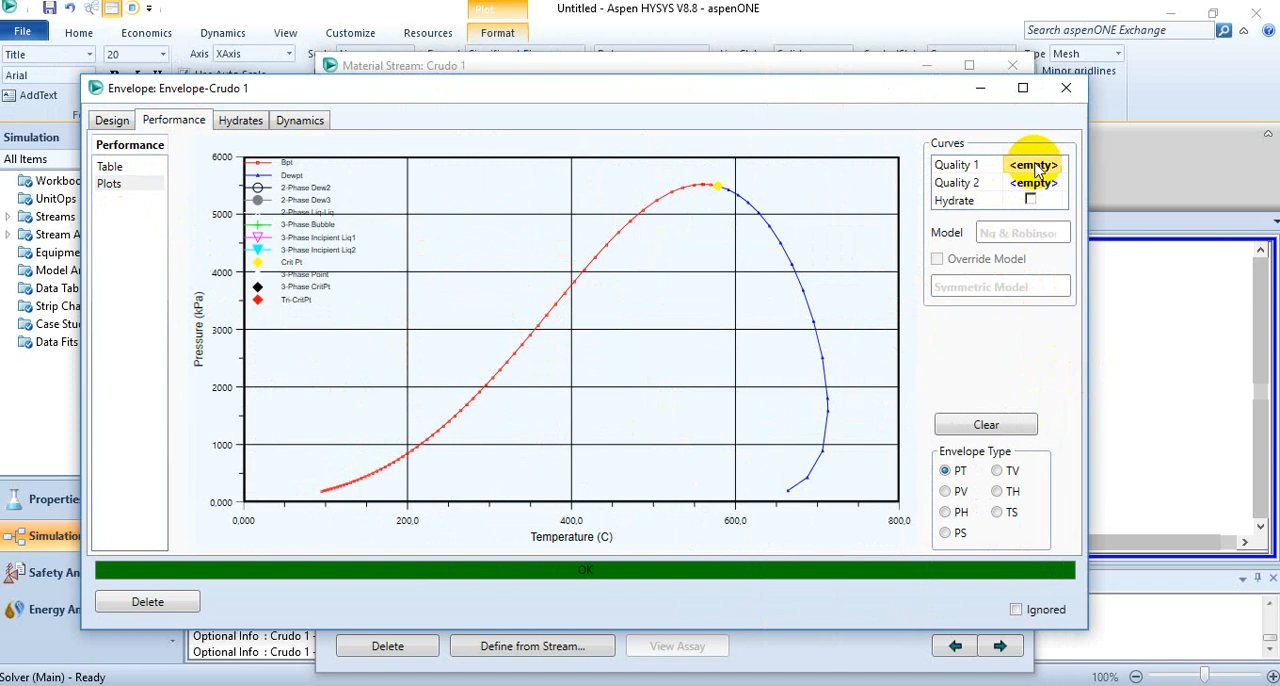 Plot
Untitled - Aspen HYSYS V8.8 - aspenONE
File
Home
Economics
Dynamics
View
Customize
Resources
Format
Search aspenONE Exchange
Title
20
Axis XAxis
Type Mesh
Arial
Minor gridlines
AddText
Material Stream: Crudo 1
Envelope: Envelope-Crudo 1
Simulation
All Items
Workboo
UnitOps
Streams
Stream A
Equipme
Model Ar
Data Tab
Strip Cha
Case Stu
Data Fits
Propertie
Simulation
Safety An
Energy An
Design
Performance
Hydrates
Dynamics
Performance
Table
Plots
6000
5000
4000
3000
2000
1000
0.000
Pressure (kPa)
Bpt
Dewpt
2-Phase Dew2
2-Phase Dew3
2-Phase Liq-Liq
3-Phase Bubble
3-Phase Incipient Liq1
3-Phase Incipient Liq2
Crit Pt
3-Phase Point
3-Phase CritPt
Tri-CritPt
0.000
200.0
400.0
600.0
800.0
Temperature (C)
Curves
Quality 1 <empty>
Quality 2 <empty>
Hydrate
Model Ng & Robinso
Override Model
Symmetric Model
Clear
Envelope Type
PT TV
PV TH
PH TS
PS
OK
Delete
Ignored
Optional Info : Crudo 1 -
Optional Info : Crudo 1 -
Delete
Define from Stream...
View Assay
Solver (Main) - Ready
100%